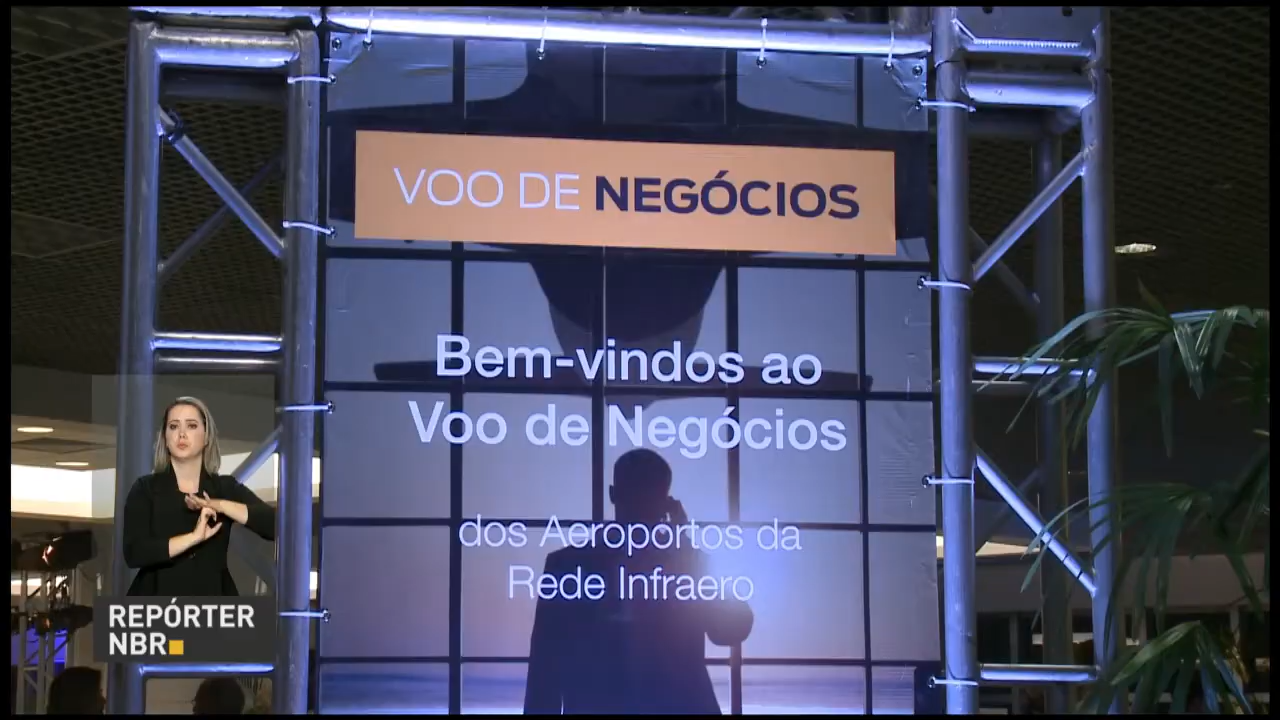 VOO DE NEGÓCIOS
Bem-vindos ao
Voo de Negócios
dos Aeroportos da
Rede Infraero
REPÓRTER
NBR